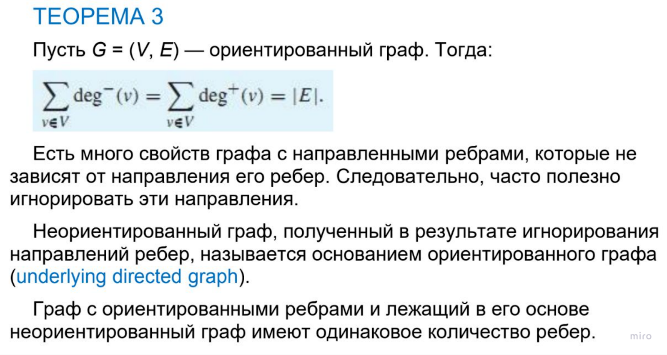 ТЕОРЕМА 3
Пусть G = (V, E) — ориентированный граф. Тогда:
∑ deg⁻(v) = ∑ deg⁺(v) = |E|.
v∈V v∈V
Есть много свойств графа с направленными ребрами, которые не
зависят от направления его ребер. Следовательно, часто полезно
игнорировать эти направления.
Неориентированный граф, полученный в результате игнорирования
направлений ребер, называется основанием ориентированного графа
(underlying directed graph).
Граф с ориентированными ребрами и лежащий в его основе
неориентированный граф имеют одинаковое количество ребер.
miro